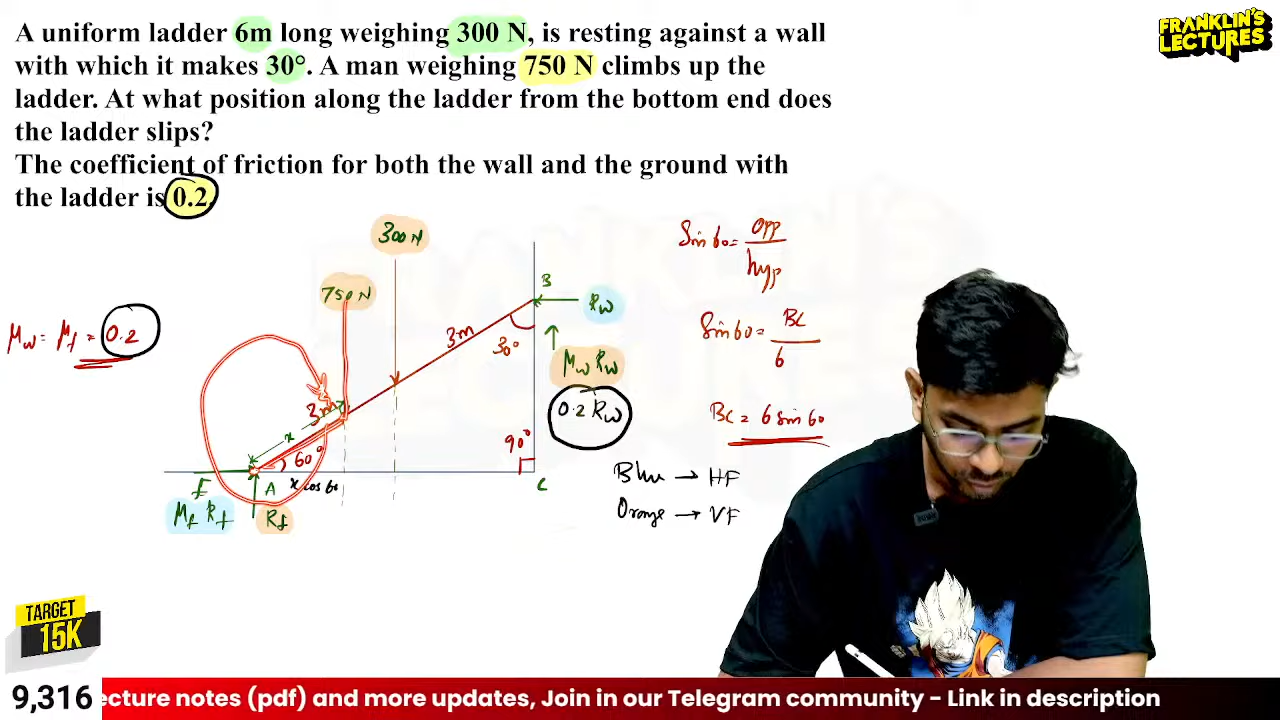 A uniform ladder 6m long weighing 300 N, is resting against a wall
with which it makes 30°. A man weighing 750 N climbs up the
ladder. At what position along the ladder from the bottom end does
the ladder slips?
The coefficient of friction for both the wall and the ground with
the ladder is 0.2
FRANKLIN'S
LECTURES
300 N
750 N
B
Rw
3m
30°
μw Rw
0.2 Rw
μw = μf = 0.2
3m
x
60°
x cos 60
90°
A
C
μf Rf
Rf
Sin 60 = opp
hyp
Sin 60 = BC
6
BC = 6 sin 60
Blue → HF
Orange → VF
TARGET
15K
9,316
ecture notes (pdf) and more updates, Join in our Telegram community - Link in description